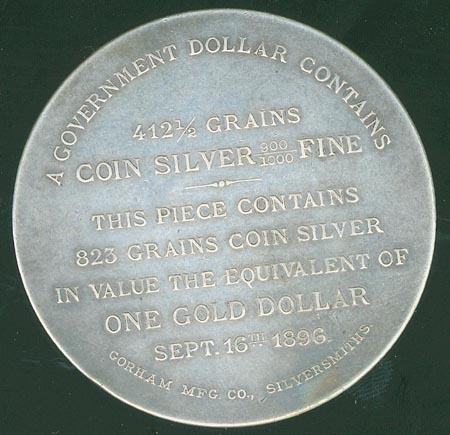 A GOVERNMENT DOLLAR CONTAINS
412½ GRAINS
COIN SILVER 900/1000 FINE
THIS PIECE CONTAINS
823 GRAINS COIN SILVER
IN VALUE THE EQUIVALENT OF
ONE GOLD DOLLAR
SEPT. 16TH 1896.
GORHAM MFG. CO., SILVERSMITHS.